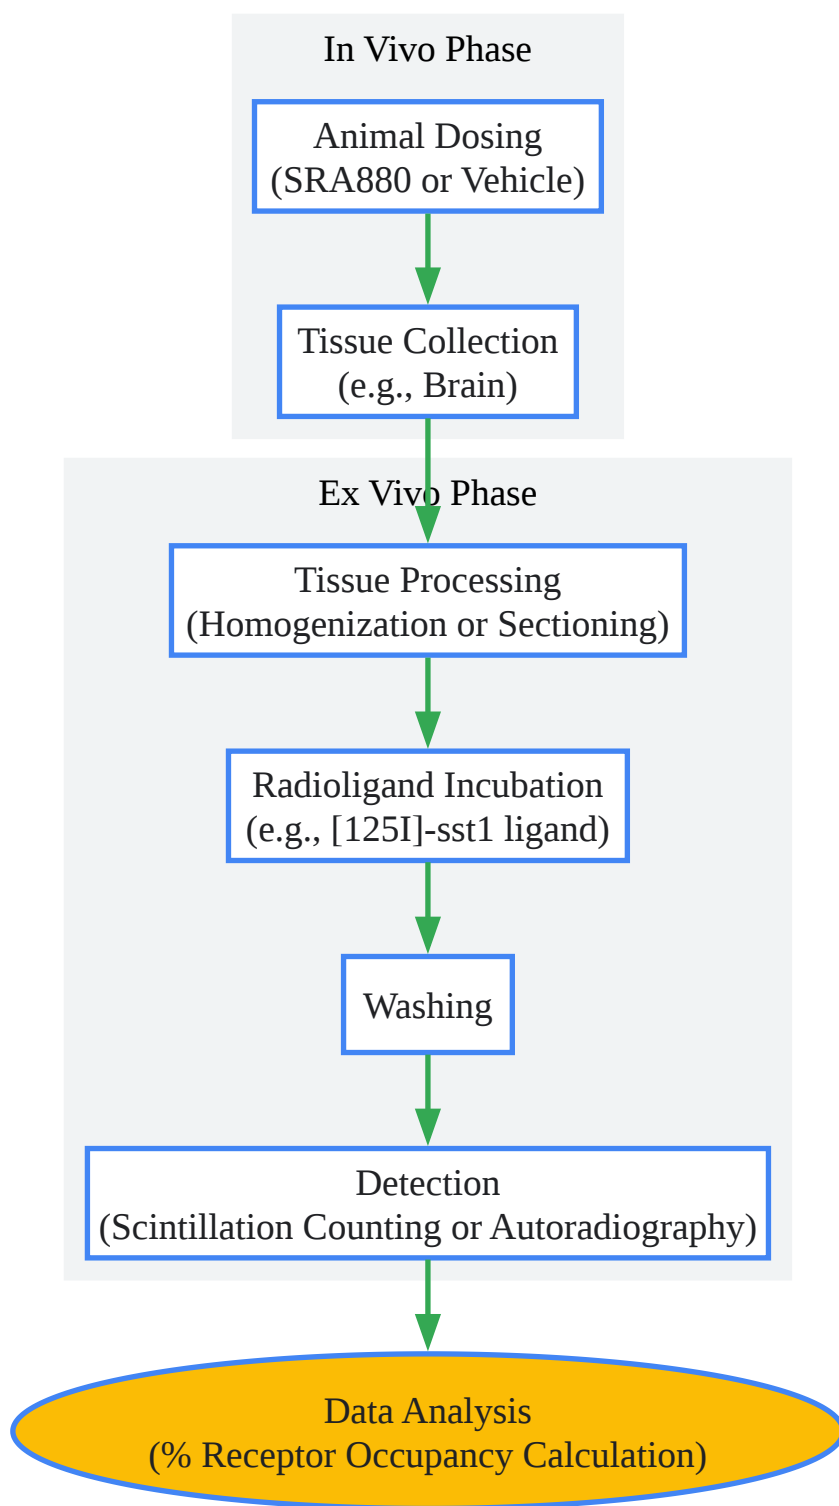 In Vivo Phase
Animal Dosing
(SRA880 or Vehicle)
Tissue Collection
(e.g., Brain)
Ex Vivo Phase
Tissue Processing
(Homogenization or Sectioning)
Radioligand Incubation
(e.g., [125I]-sst1 ligand)
Washing
Detection
(Scintillation Counting or Autoradiography)
Data Analysis
(% Receptor Occupancy Calculation)